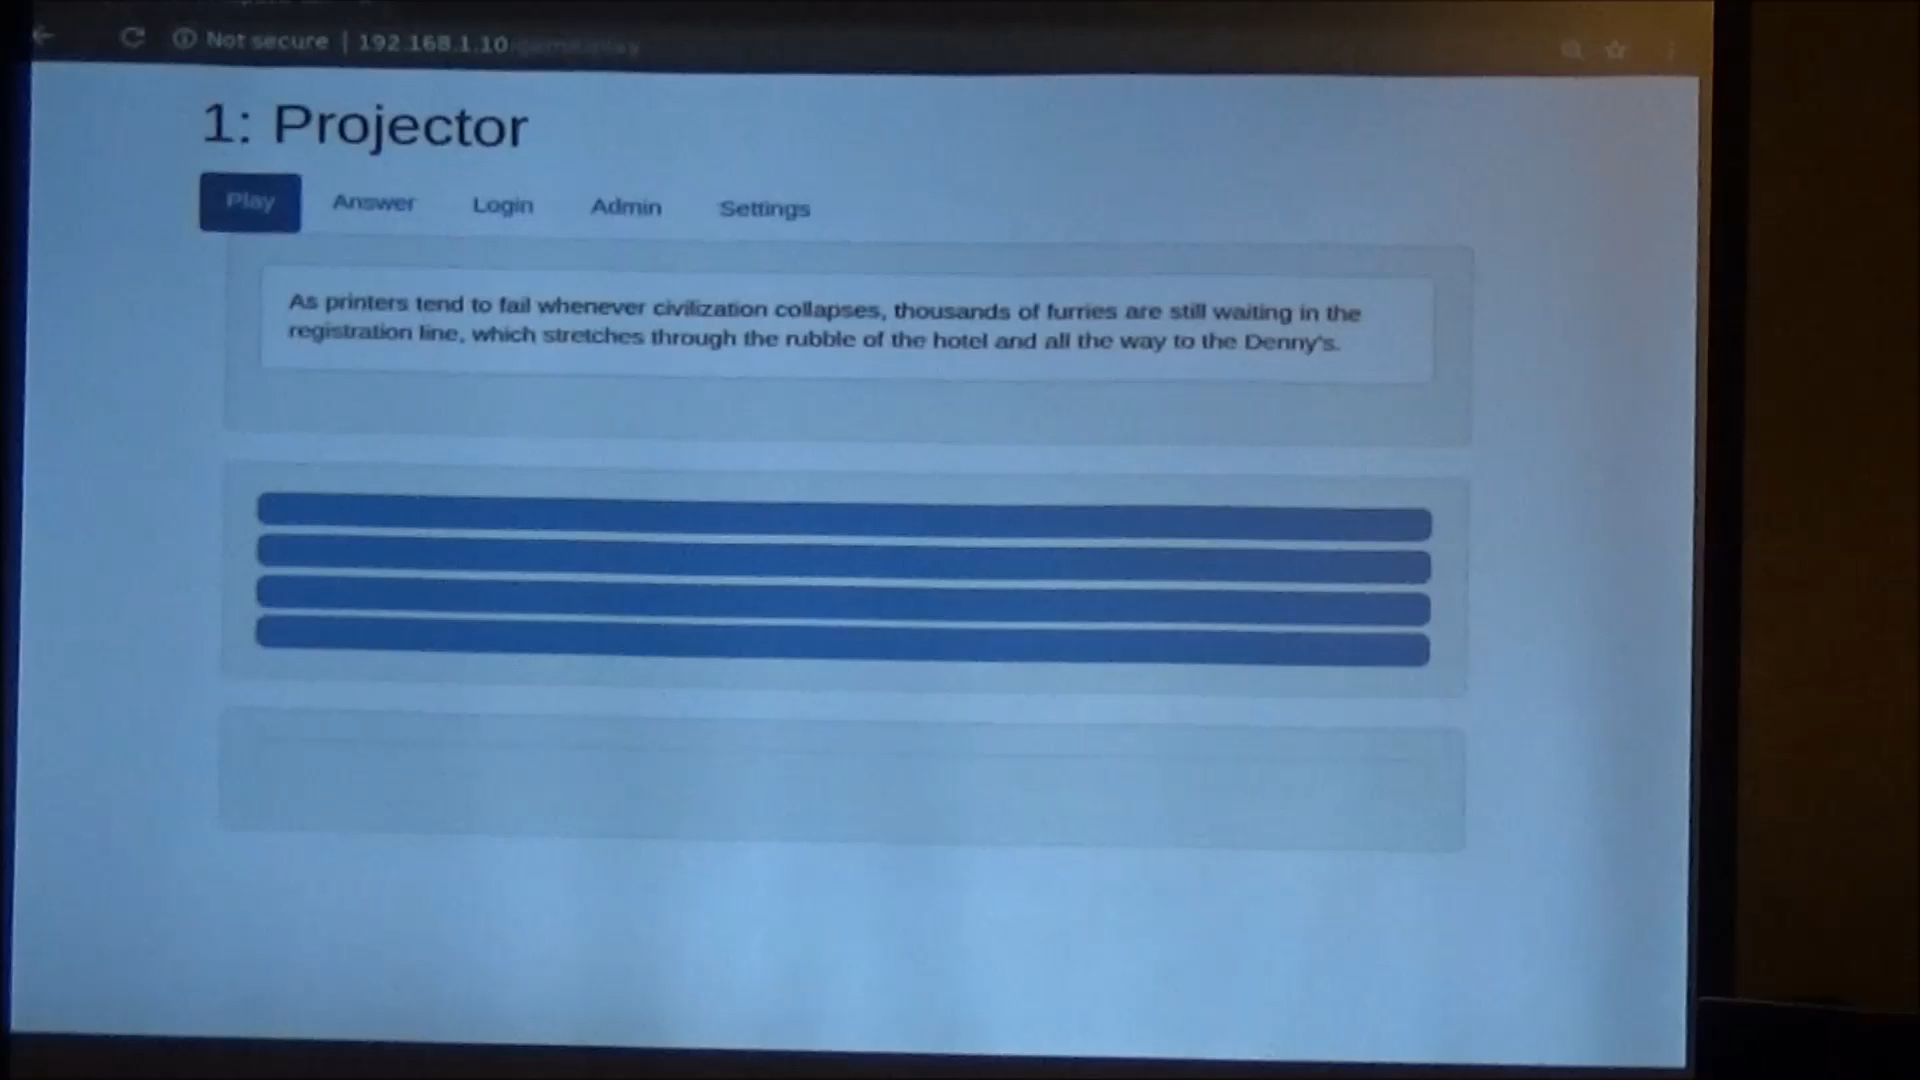 Not secure | 192.168.1.10
1: Projector
Play Answer Login Admin Settings
As printers tend to fail whenever civilization collapses, thousands of furries are still waiting in the
registration line, which stretches through the rubble of the hotel and all the way to the Denny's.